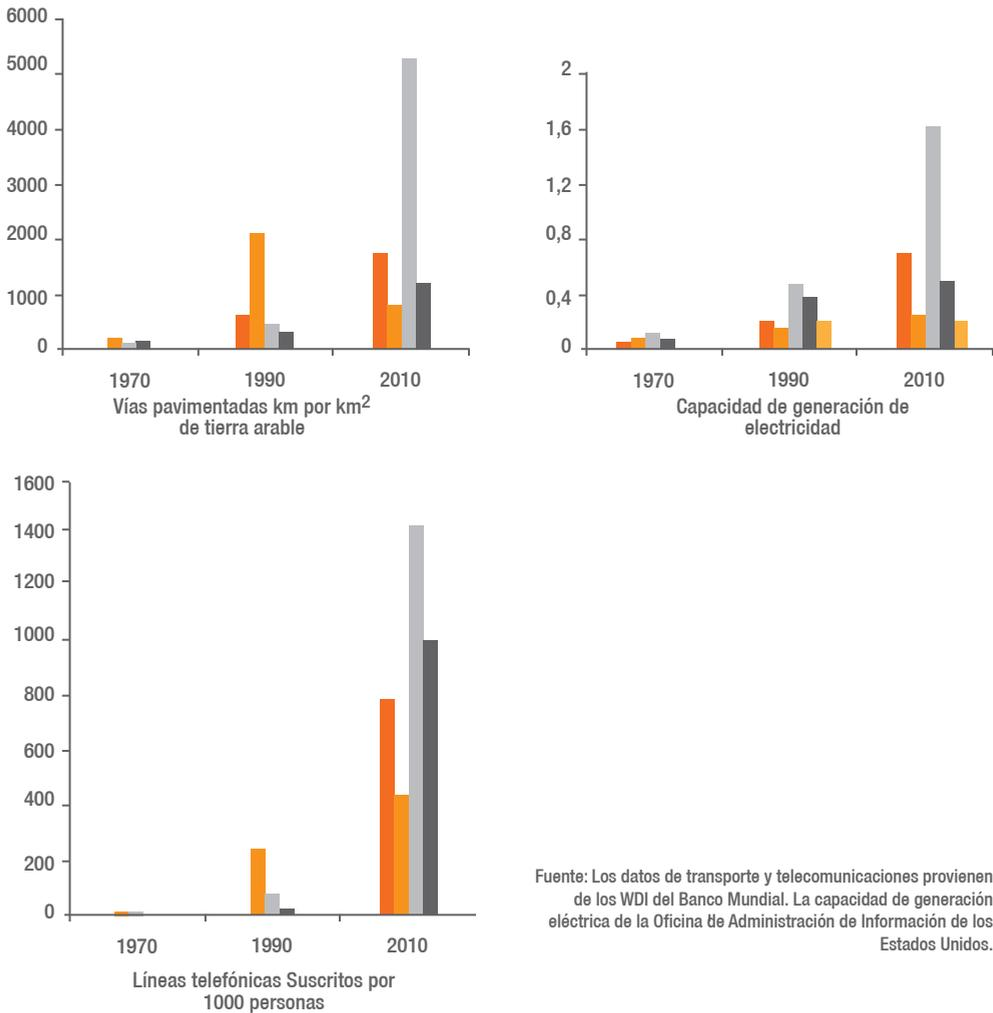 6000
5000
4000
3000
2000
1000
0
1970 1990 2010
Vías pavimentadas km por km2
de tierra arable
2
1,6
1,2
0,8
0,4
0
1970 1990 2010
Capacidad de generación de
electricidad
1600
1400
1200
1000
800
600
400
200
0
1970 1990 2010
Líneas telefónicas Suscritos por
1000 personas
Fuente: Los datos de transporte y telecomunicaciones provienen
de los WDI del Banco Mundial. La capacidad de generación
eléctrica de la Oficina de Administración de Información de los
Estados Unidos.